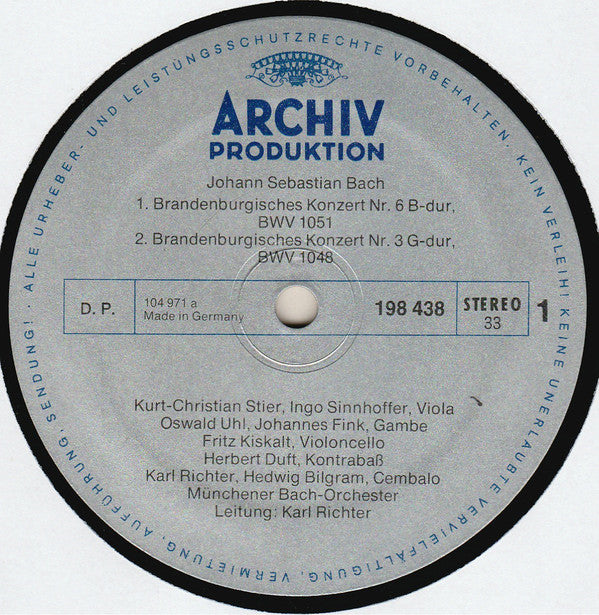 ALLE URHEBER- UND LEISTUNGSSCHUTZRECHTE VORBEHALTEN. KEIN VERLEIH! KEINE UNERLAUBTE VERVIELFÄLTIGUNG, VERMIETUNG, AUFFÜHRUNG, SENDUNG!
ARCHIV
PRODUKTION
Johann Sebastian Bach
1. Brandenburgisches Konzert Nr. 6 B-dur,
BWV 1051
2. Brandenburgisches Konzert Nr. 3 G-dur,
BWV 1048
D. P.
104 971 a
Made in Germany
198 438
STEREO
33
1
Kurt-Christian Stier, Ingo Sinnhoffer, Viola
Oswald Uhl, Johannes Fink, Gambe
Fritz Kiskalt, Violoncello
Herbert Duft, Kontrabaß
Karl Richter, Hedwig Bilgram, Cembalo
Münchener Bach-Orchester
Leitung: Karl Richter